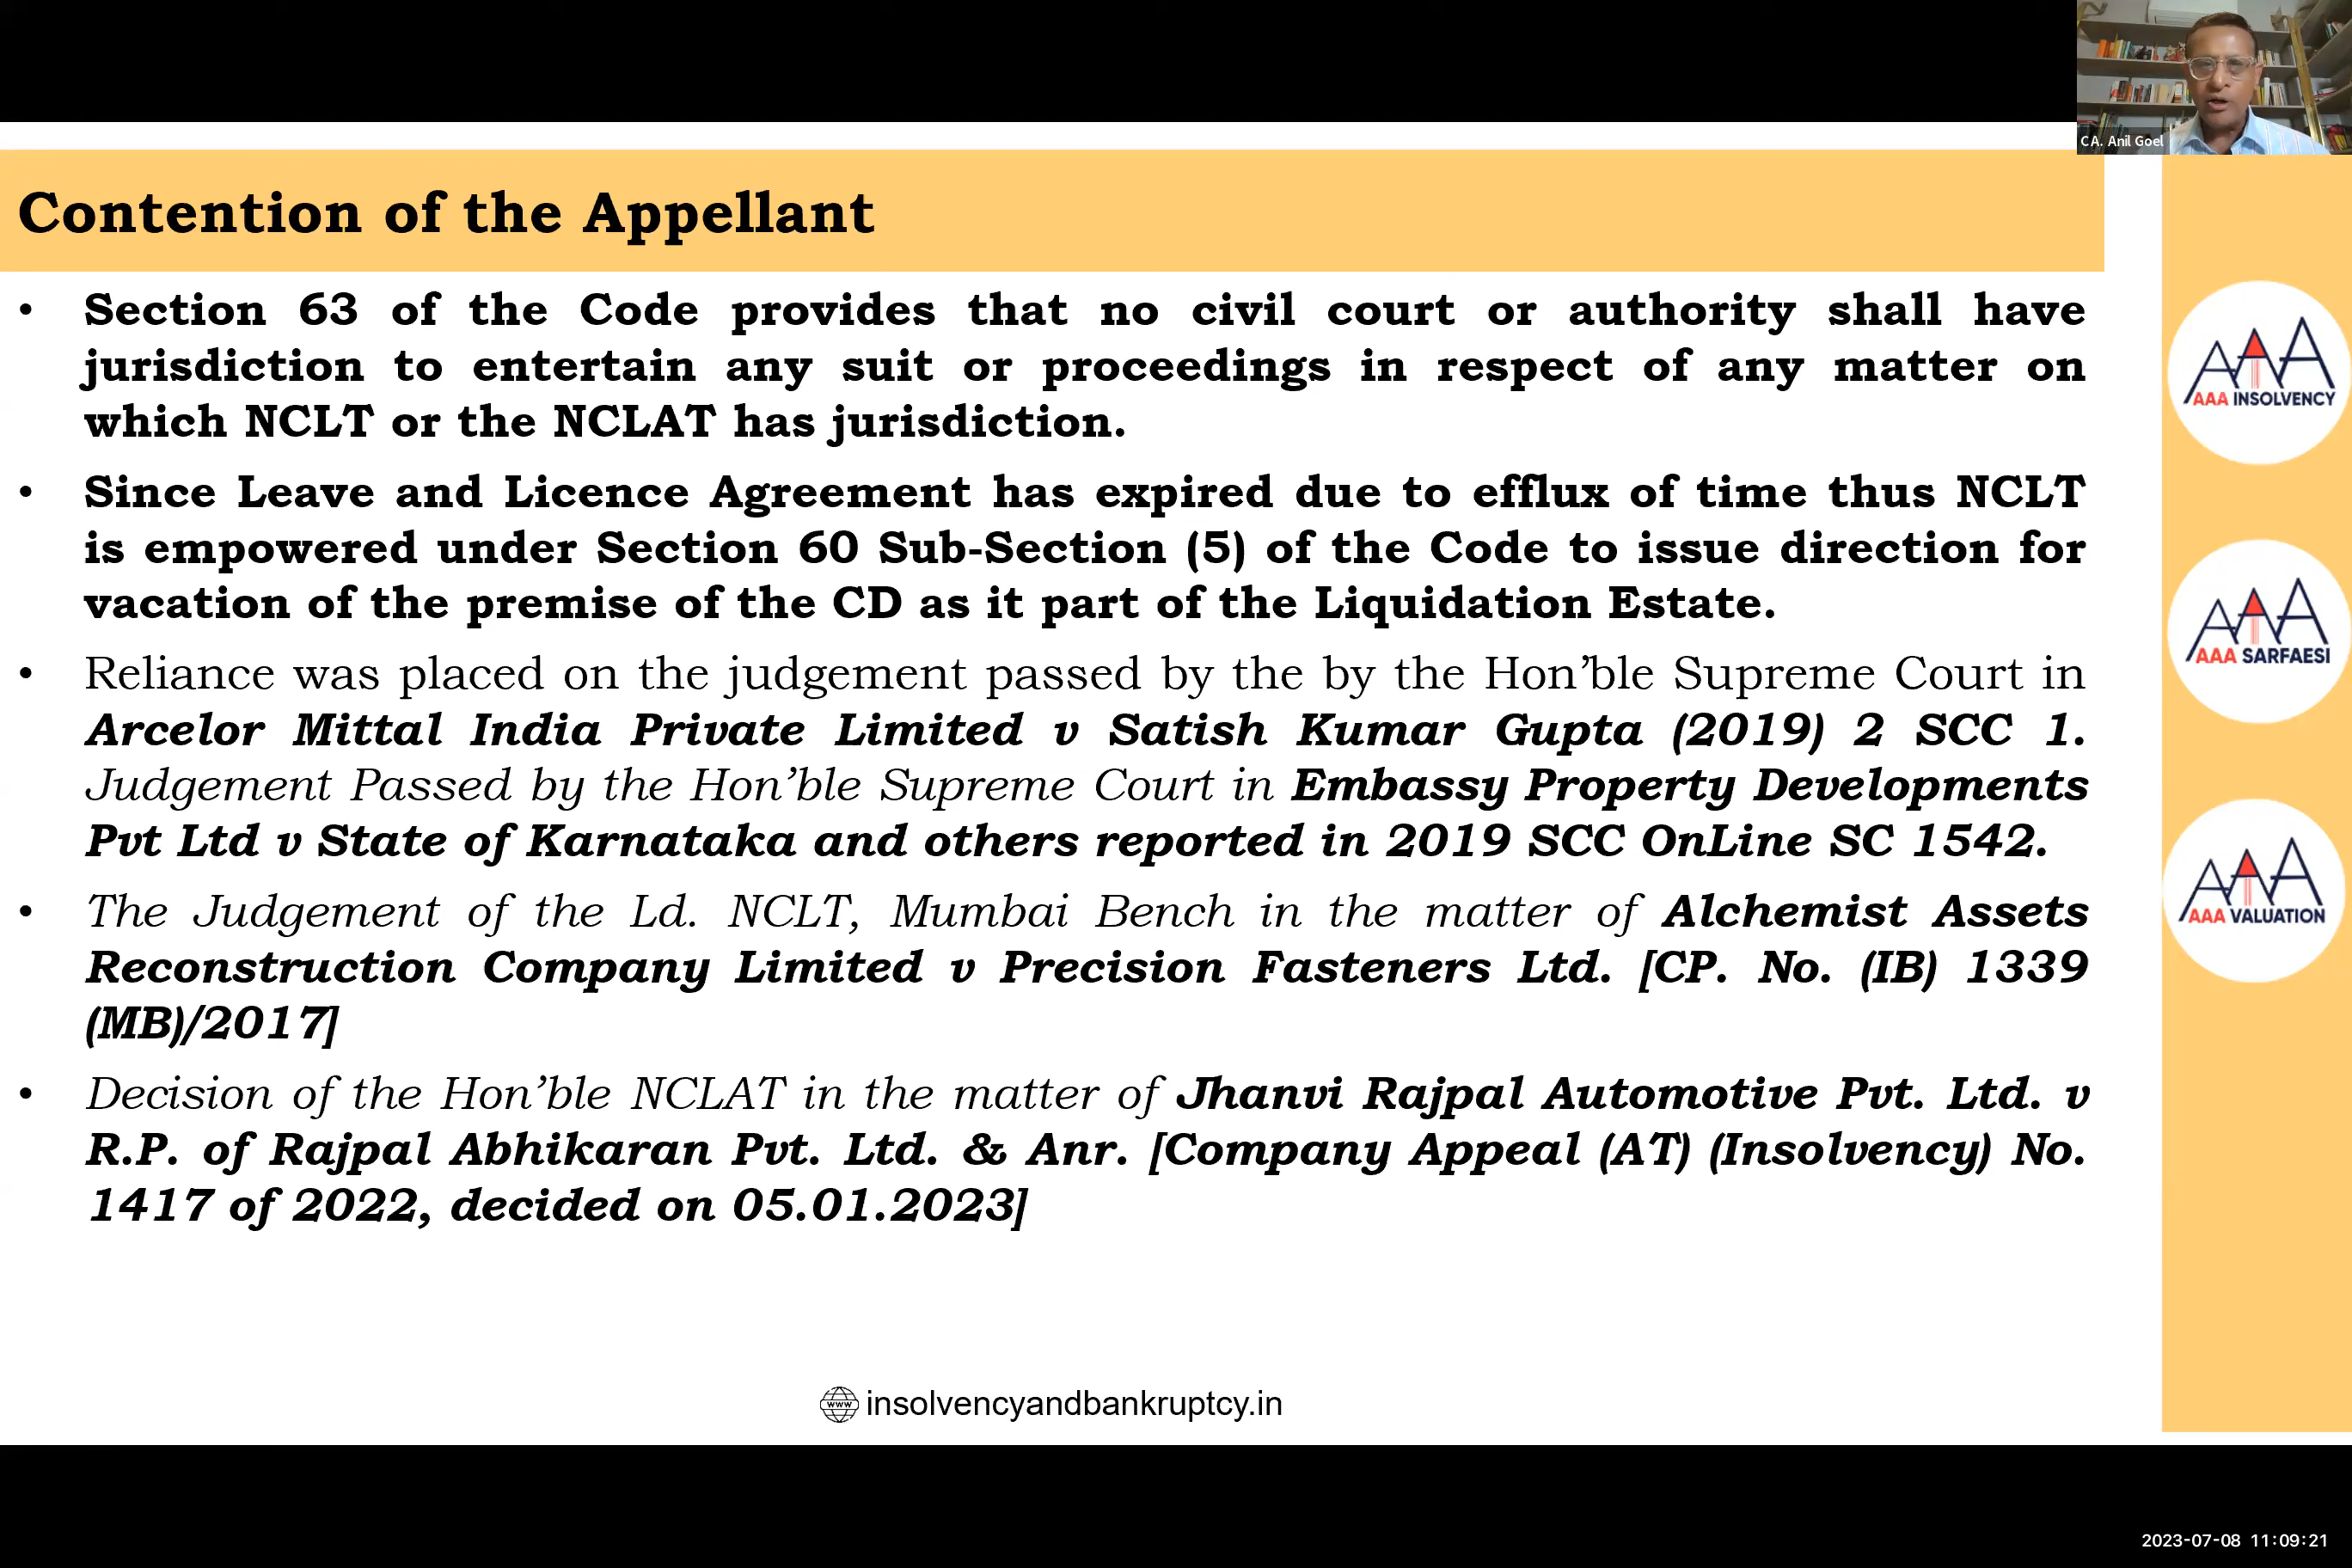 CA. Anil Goel
Contention of the Appellant
• Section 63 of the Code provides that no civil court or authority shall have
jurisdiction to entertain any suit or proceedings in respect of any matter on
which NCLT or the NCLAT has jurisdiction.
• Since Leave and Licence Agreement has expired due to efflux of time thus NCLT
is empowered under Section 60 Sub-Section (5) of the Code to issue direction for
vacation of the premise of the CD as it part of the Liquidation Estate.
• Reliance was placed on the judgement passed by the by the Hon’ble Supreme Court in
Arcelor Mittal India Private Limited v Satish Kumar Gupta (2019) 2 SCC 1.
Judgement Passed by the Hon’ble Supreme Court in Embassy Property Developments
Pvt Ltd v State of Karnataka and others reported in 2019 SCC OnLine SC 1542.
• The Judgement of the Ld. NCLT, Mumbai Bench in the matter of Alchemist Assets
Reconstruction Company Limited v Precision Fasteners Ltd. [CP. No. (IB) 1339
(MB)/2017]
• Decision of the Hon’ble NCLAT in the matter of Jhanvi Rajpal Automotive Pvt. Ltd. v
R.P. of Rajpal Abhikaran Pvt. Ltd. & Anr. [Company Appeal (AT) (Insolvency) No.
1417 of 2022, decided on 05.01.2023]
AAA
AAA INSOLVENCY
AAA
AAA SARFAESI
AAA
AAA VALUATION
www insolvencyandbankruptcy.in
2023-07-08 11:09:21